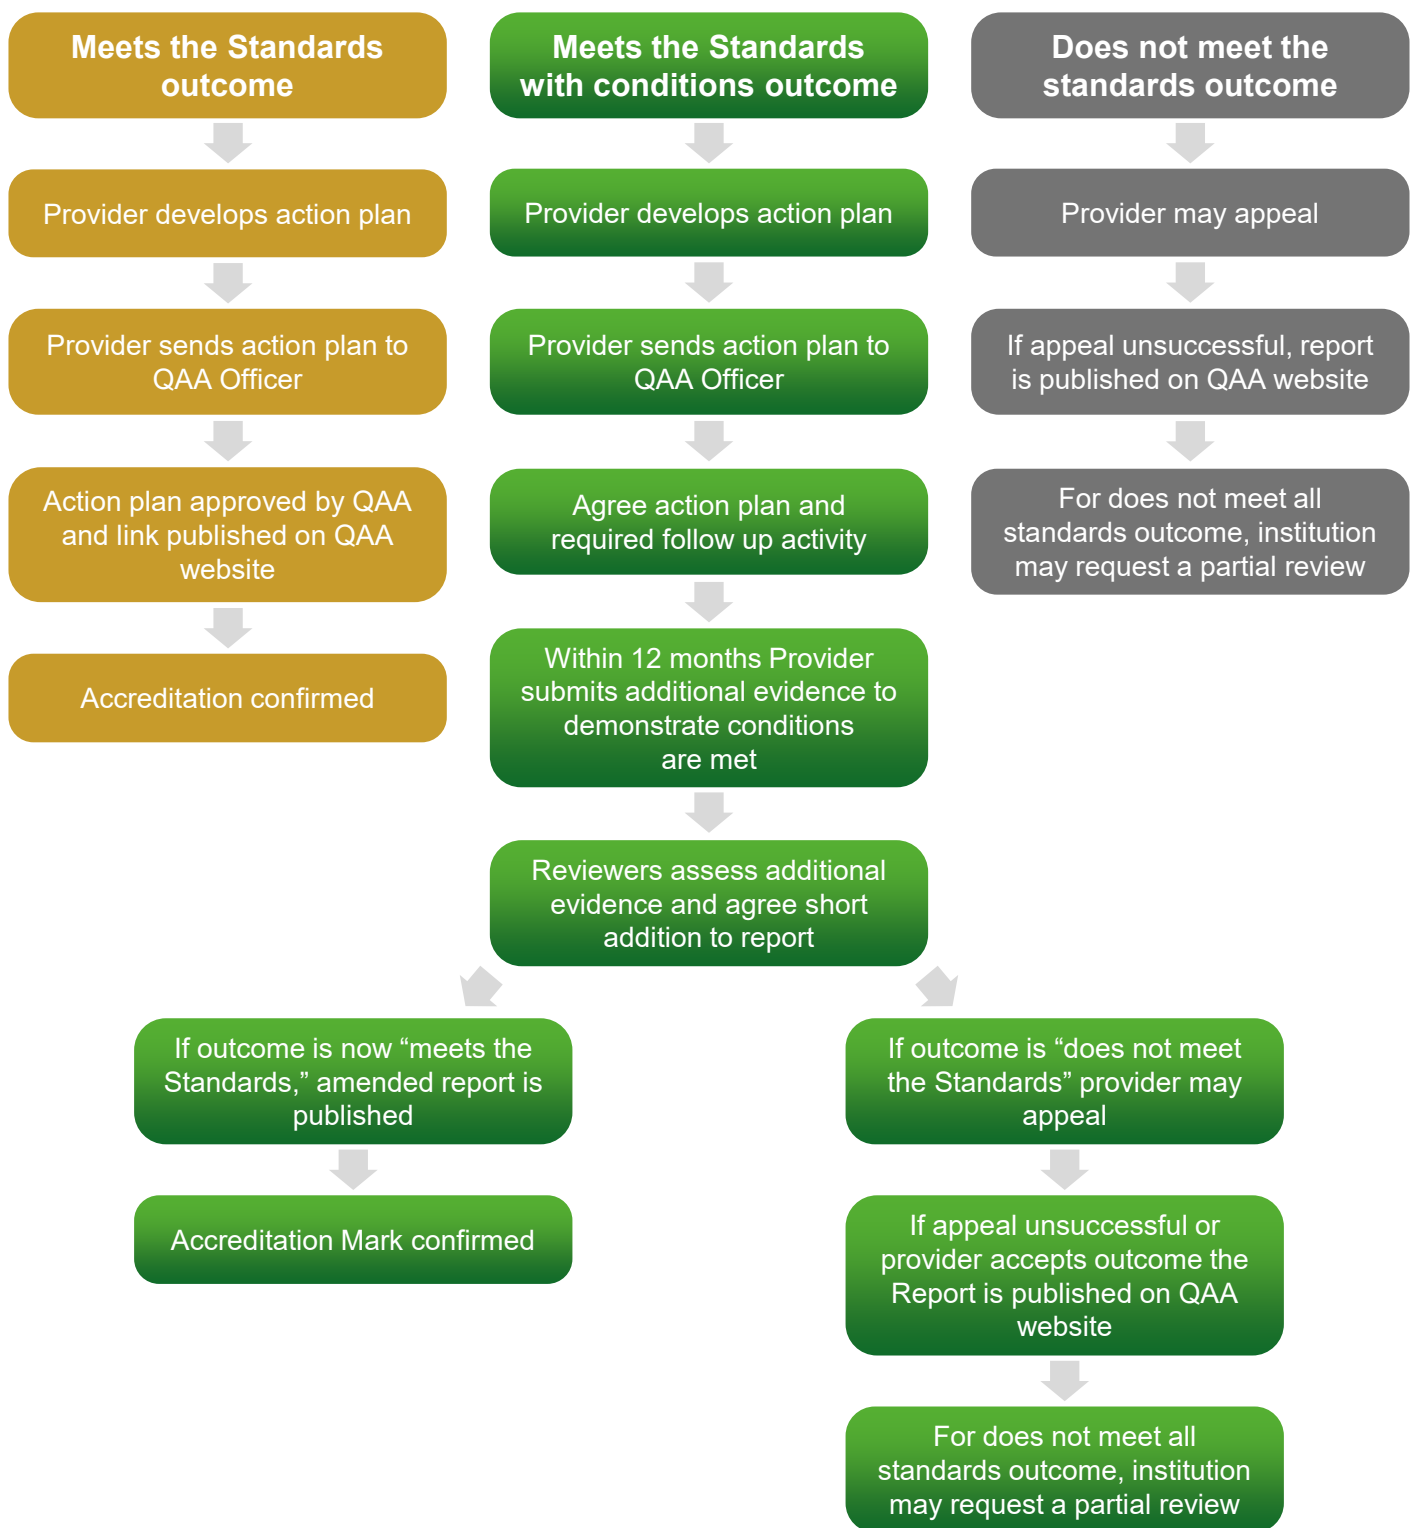 Meets the Standards
outcome
Provider develops action plan
Provider sends action plan to
QAA Officer
Action plan approved by QAA
and link published on QAA
website
Accreditation confirmed
Meets the Standards
with conditions outcome
Provider develops action plan
Provider sends action plan to
QAA Officer
Agree action plan and
required follow up activity
Within 12 months Provider
submits additional evidence to
demonstrate conditions
are met
Reviewers assess additional
evidence and agree short
addition to report
If outcome is now “meets the
Standards,” amended report is
published
Accreditation Mark confirmed
If outcome is “does not meet
the Standards” provider may
appeal
If appeal unsuccessful or
provider accepts outcome the
Report is published on QAA
website
For does not meet all
standards outcome, institution
may request a partial review
Does not meet the
standards outcome
Provider may appeal
If appeal unsuccessful, report
is published on QAA website
For does not meet all
standards outcome, institution
may request a partial review